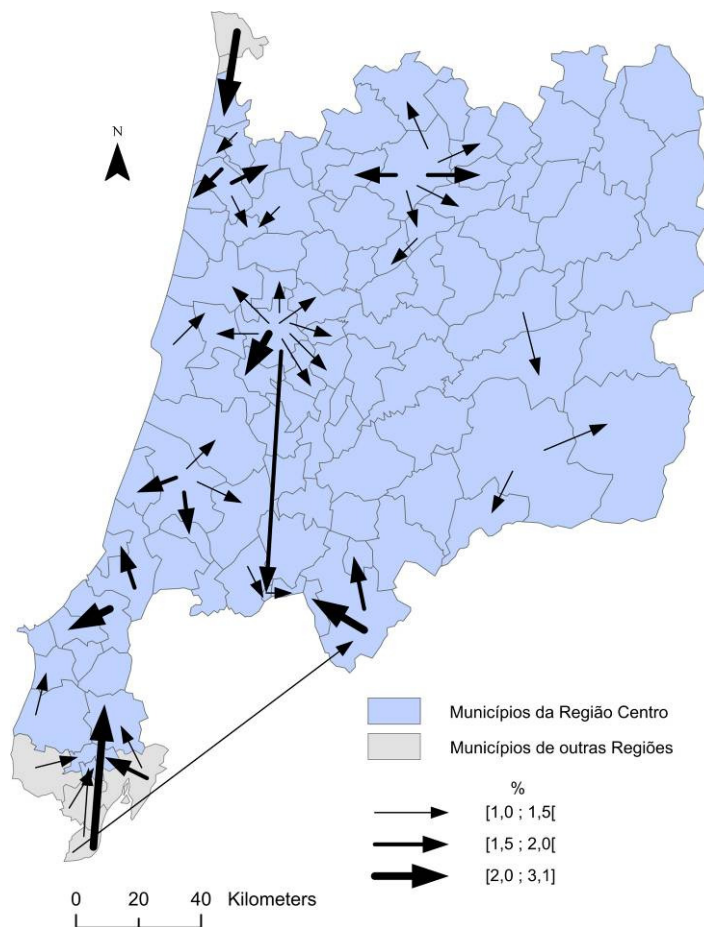 N
Municípios da Região Centro
Municípios de outras Regiões
%
[1,0 ; 1,5[
[1,5 ; 2,0[
[2,0 ; 3,1]
0 20 40 Kilometers